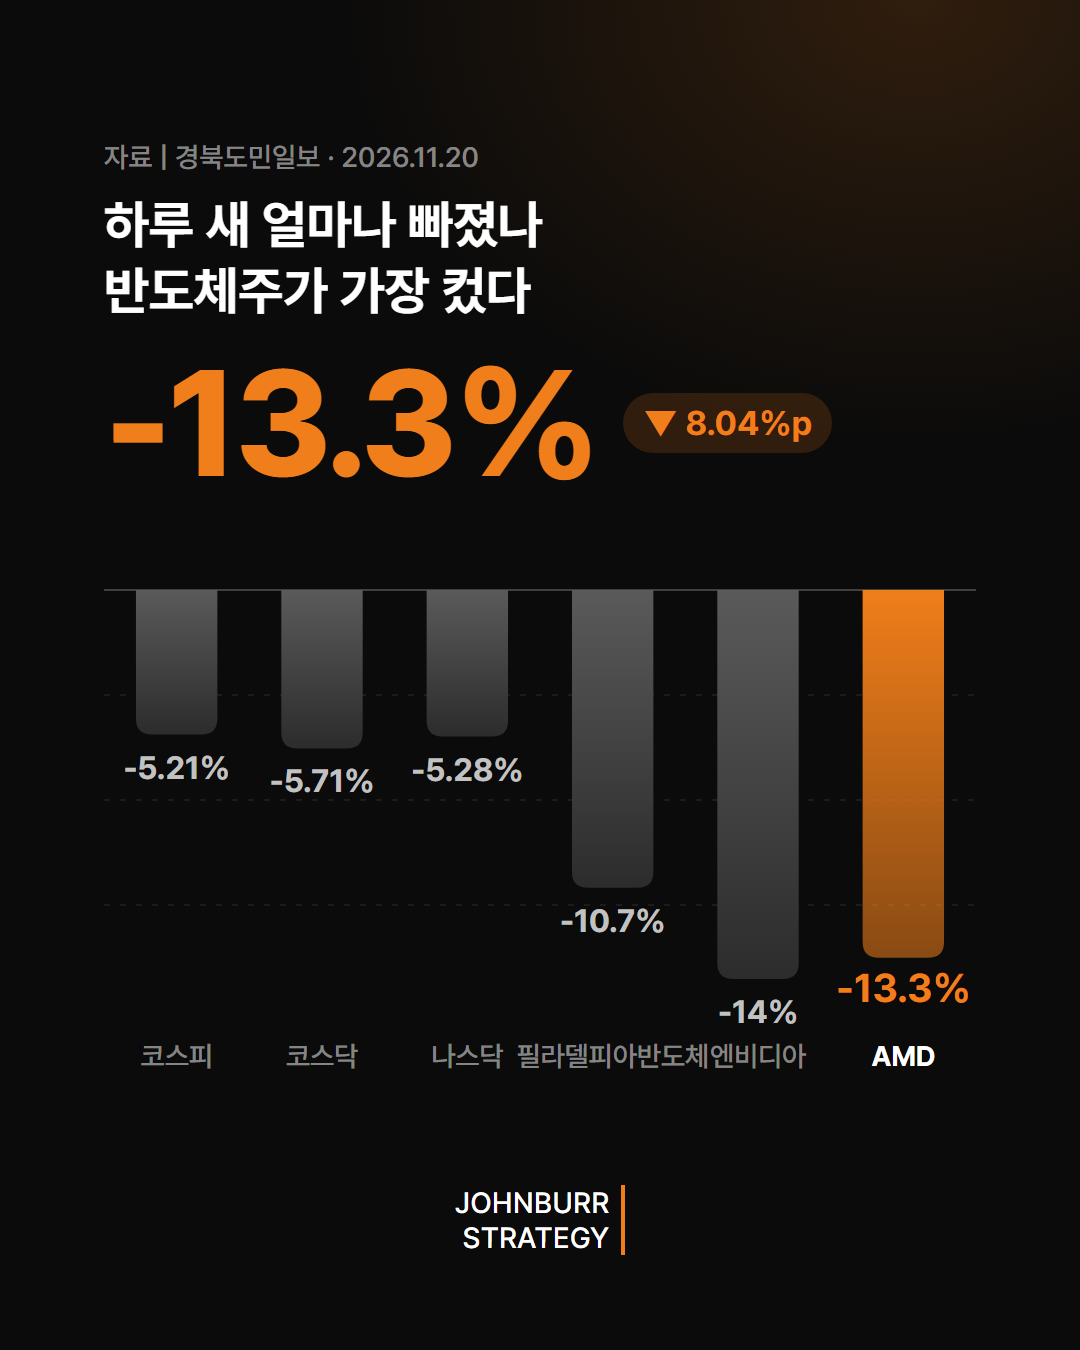 자료 | 경북도민일보 · 2026.11.20
하루 새 얼마나 빠졌나
반도체주가 가장 컸다
-13.3%
▼ 8.04%p
-5.21%
-5.71%
-5.28%
-10.7%
-14%
-13.3%
코스피
코스닥
나스닥
필라델피아반도체
엔비디아
AMD
JOHNBURR
STRATEGY